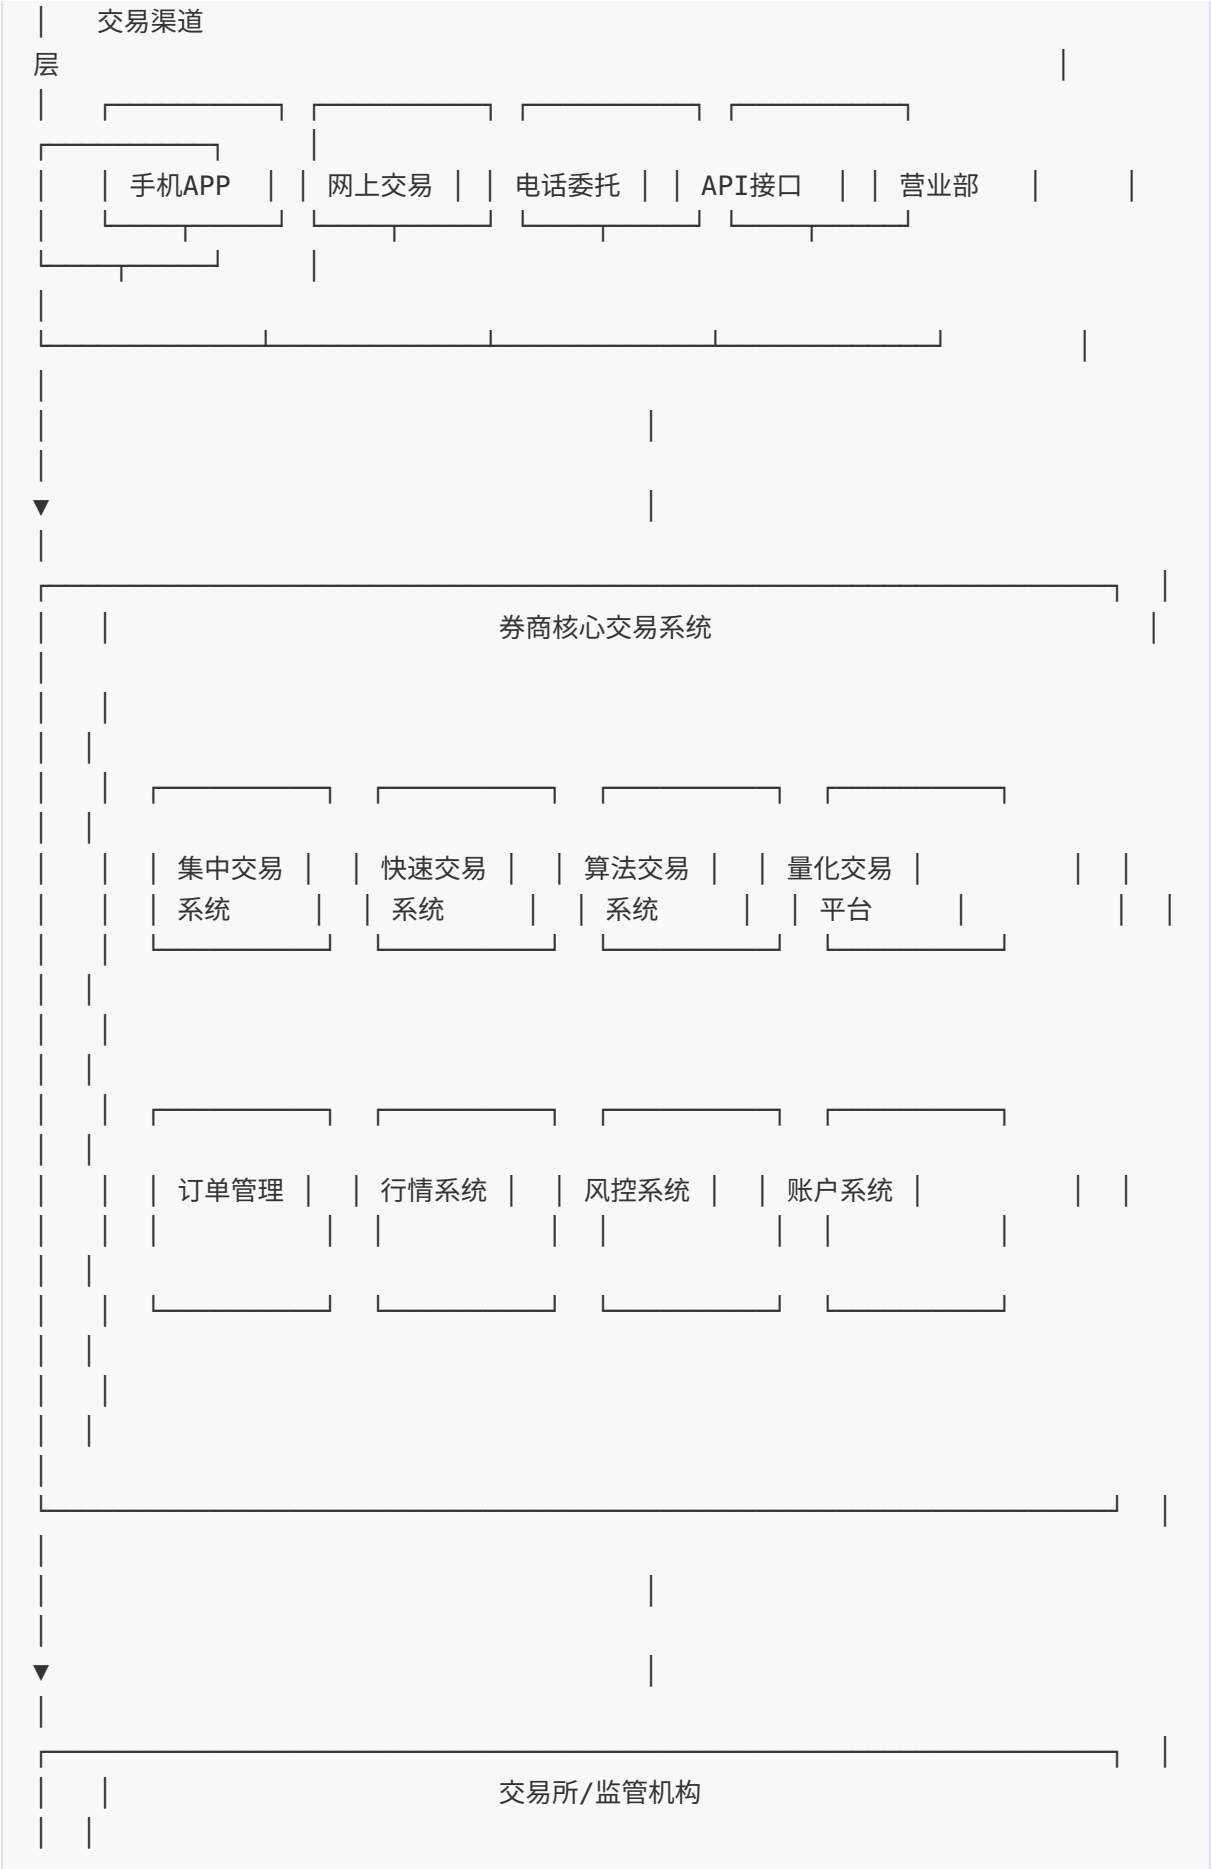 交易渠道
层
手机APP 网上交易 电话委托 API接口 营业部
▼
券商核心交易系统
集中交易 快速交易 算法交易 量化交易
系统 系统 系统 平台
订单管理 行情系统 风控系统 账户系统
▼
交易所/监管机构